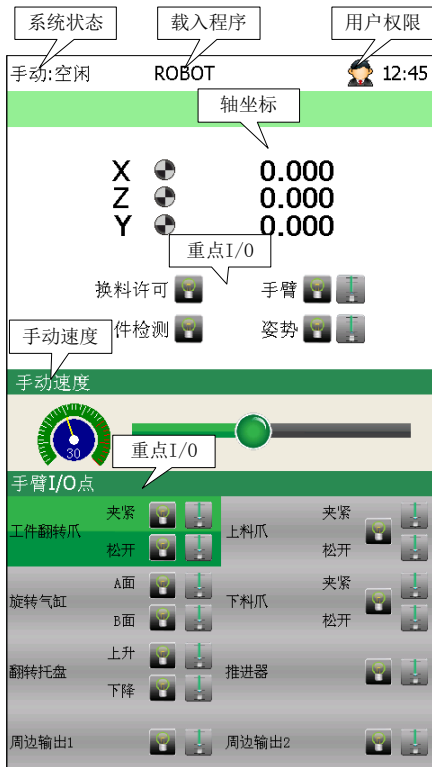 系统状态 载入程序 用户权限
手动:空闲 ROBOT 12:45
轴坐标
X 0.000
Z 0.000
Y 0.000
重点I/O
换料许可 手臂
件检测 姿势
手动速度
手动速度
30
重点I/O
手臂I/O点
工件翻转爪 夹紧 松开
上料爪 夹紧 松开
旋转气缸 A面 B面
下料爪 夹紧 松开
翻转托盘 上升 下降
推进器
周边输出1 周边输出2